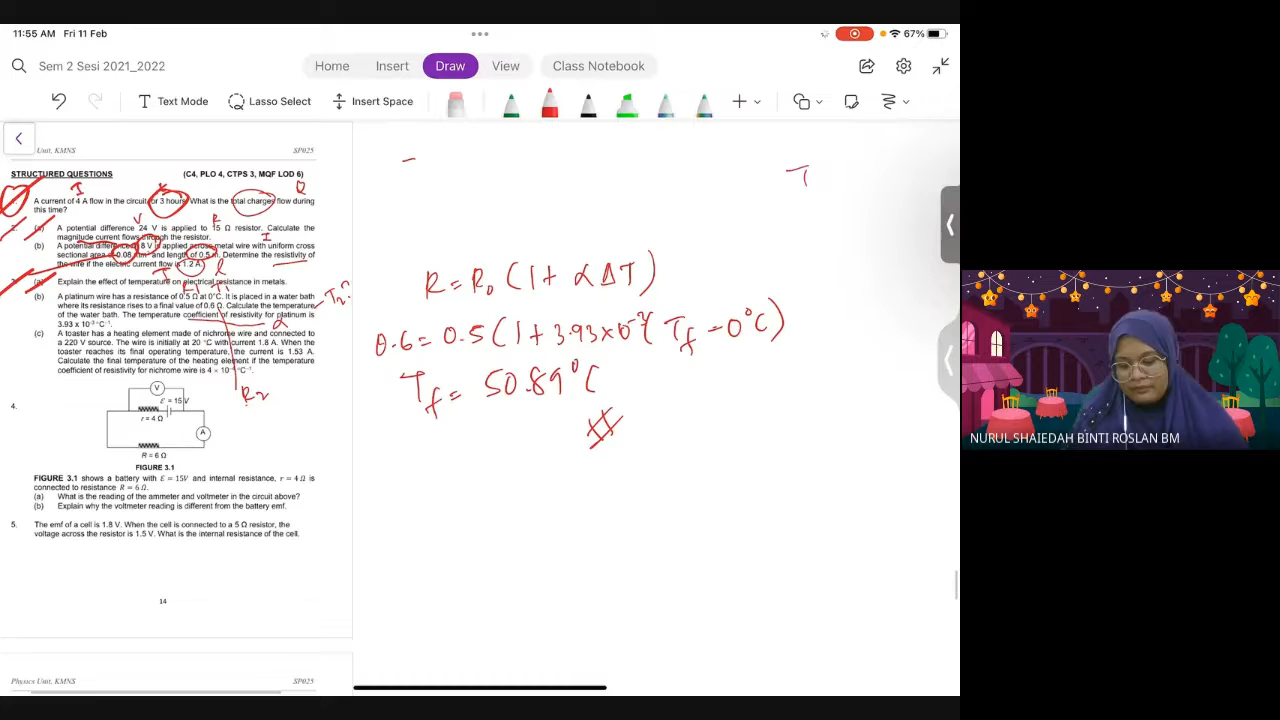 11:55 AM Fri 11 Feb
67%
Sem 2 Sesi 2021_2022
Home Insert Draw View Class Notebook
Text Mode Lasso Select Insert Space
Unit, KMNS SP025
STRUCTURED QUESTIONS (C4, PLO 4, CTPS 3, MQF LOD 6)
I Q
A current of 4 A flow in the circuit for 3 hours. What is the total charges flow during
this time?
V R
2. (a) A potential difference 24 V is applied to 15 Ω resistor. Calculate the
magnitude current flows through the resistor. I
(b) A potential difference 8 V is applied across metal wire with uniform cross
sectional area of 0.08 mm² and length of 0.5 m. Determine the resistivity of
the wire if the electric current flow is 1.2 A.
I l
(a) Explain the effect of temperature on electrical resistance in metals.
R1 T1
(b) A platinum wire has a resistance of 0.5 Ω at 0°C. It is placed in a water bath
where its resistance rises to a final value of 0.6 Ω. Calculate the temperature T2?
of the water bath. The temperature coefficient of resistivity for platinum is α
3.93 x 10⁻³ °C⁻¹.
(c) A toaster has a heating element made of nichrome wire and connected to
a 220 V source. The wire is initially at 20 °C with current 1.8 A. When the
toaster reaches its final operating temperature, the current is 1.53 A.
Calculate the final temperature of the heating element if the temperature
coefficient of resistivity for nichrome wire is 4 × 10 °C⁻¹.
R2
4.
V
ℰ = 15 V
r = 4 Ω
A
R = 6 Ω
FIGURE 3.1
FIGURE 3.1 shows a battery with ℰ = 15V and internal resistance, r = 4 Ω is
connected to resistance R = 6 Ω.
(a) What is the reading of the ammeter and voltmeter in the circuit above?
(b) Explain why the voltmeter reading is different from the battery emf.
5. The emf of a cell is 1.8 V. When the cell is connected to a 5 Ω resistor, the
voltage across the resistor is 1.5 V. What is the internal resistance of the cell.
14
Physics Unit, KMNS SP025
R = R₀ (1 + αΔT)
0.6 = 0.5 (1 + 3.93×10⁻³ (Tf - 0°C)
Tf = 50.89°C
NURUL SHAIEDAH BINTI ROSLAN BM